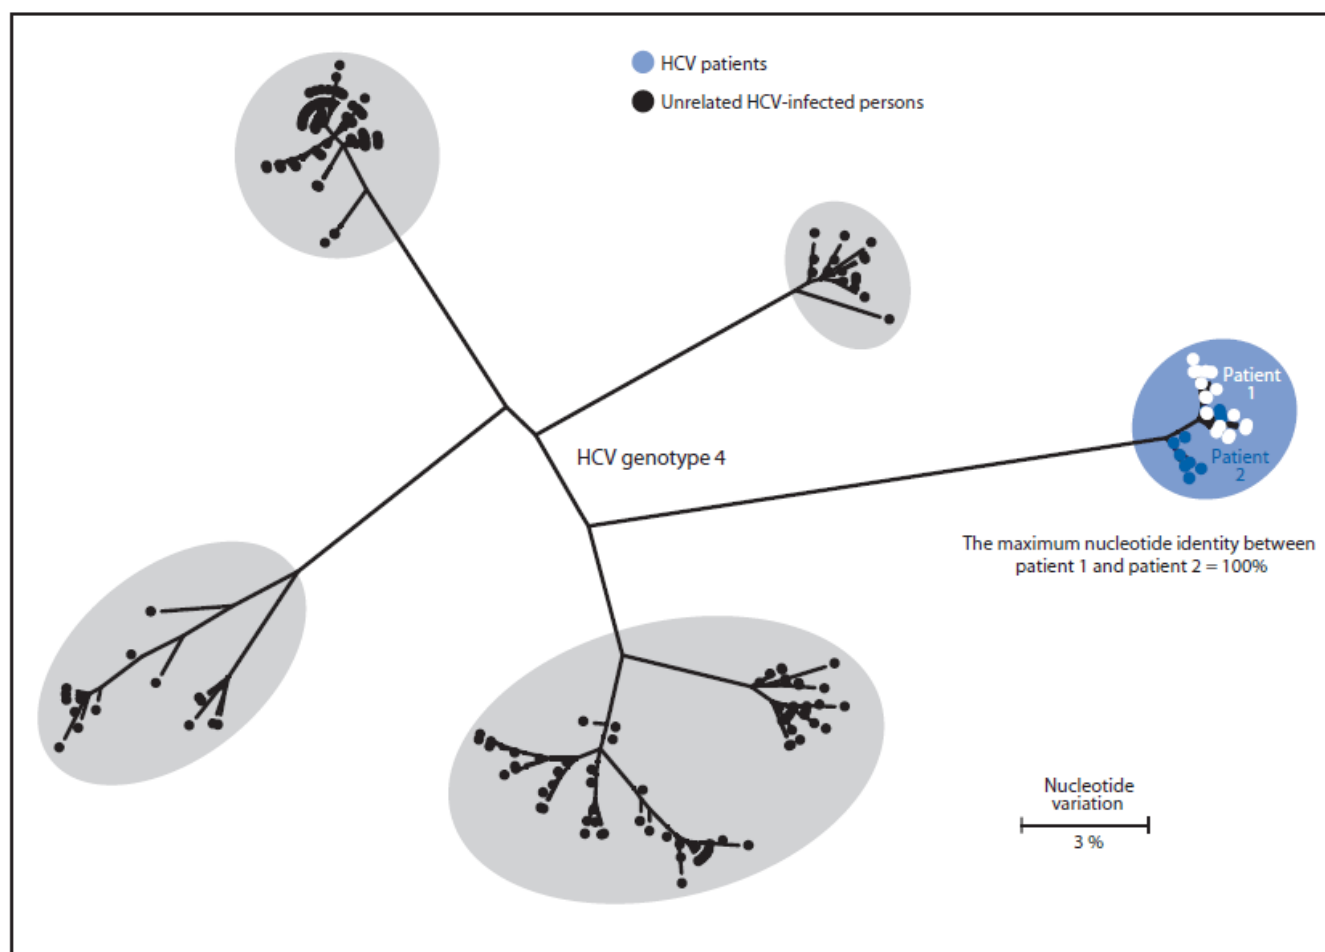 HCV patients
Unrelated HCV-infected persons
Patient
1
HCV genotype 4
Patient
2
The maximum nucleotide identity between
patient 1 and patient 2 = 100%
Nucleotide
variation
3 %